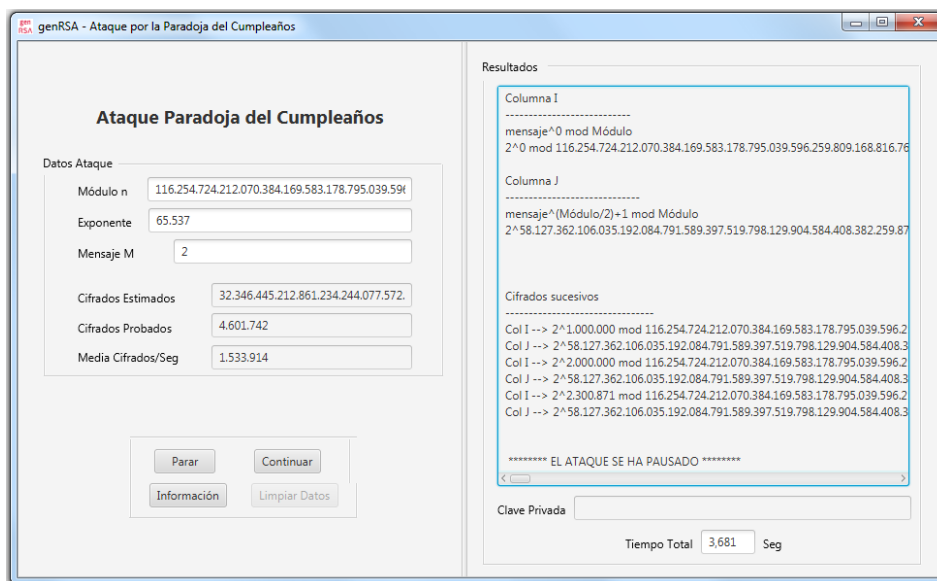 gen RSA genRSA - Ataque por la Paradoja del Cumpleaños
Ataque Paradoja del Cumpleaños
Datos Ataque
Módulo n 116.254.724.212.070.384.169.583.178.795.039.596
Exponente 65.537
Mensaje M 2
Cifrados Estimados 32.346.445.212.861.234.244.077.572.
Cifrados Probados 4.601.742
Media Cifrados/Seg 1.533.914
Parar Continuar
Información Limpiar Datos
Resultados
Columna I
---------------------------
mensaje^0 mod Módulo
2^0 mod 116.254.724.212.070.384.169.583.178.795.039.596.259.809.168.816.76
Columna J
-----------------------------
mensaje^(Módulo/2)+1 mod Módulo
2^58.127.362.106.035.192.084.791.589.397.519.798.129.904.584.408.382.259.87
Cifrados sucesivos
--------------------------------
Col I --> 2^1.000.000 mod 116.254.724.212.070.384.169.583.178.795.039.596.2
Col J --> 2^58.127.362.106.035.192.084.791.589.397.519.798.129.904.584.408.3
Col I --> 2^2.000.000 mod 116.254.724.212.070.384.169.583.178.795.039.596.2
Col J --> 2^58.127.362.106.035.192.084.791.589.397.519.798.129.904.584.408.3
Col I --> 2^2.300.871 mod 116.254.724.212.070.384.169.583.178.795.039.596.2
Col J --> 2^58.127.362.106.035.192.084.791.589.397.519.798.129.904.584.408.3
******** EL ATAQUE SE HA PAUSADO ********
Clave Privada
Tiempo Total 3,681 Seg